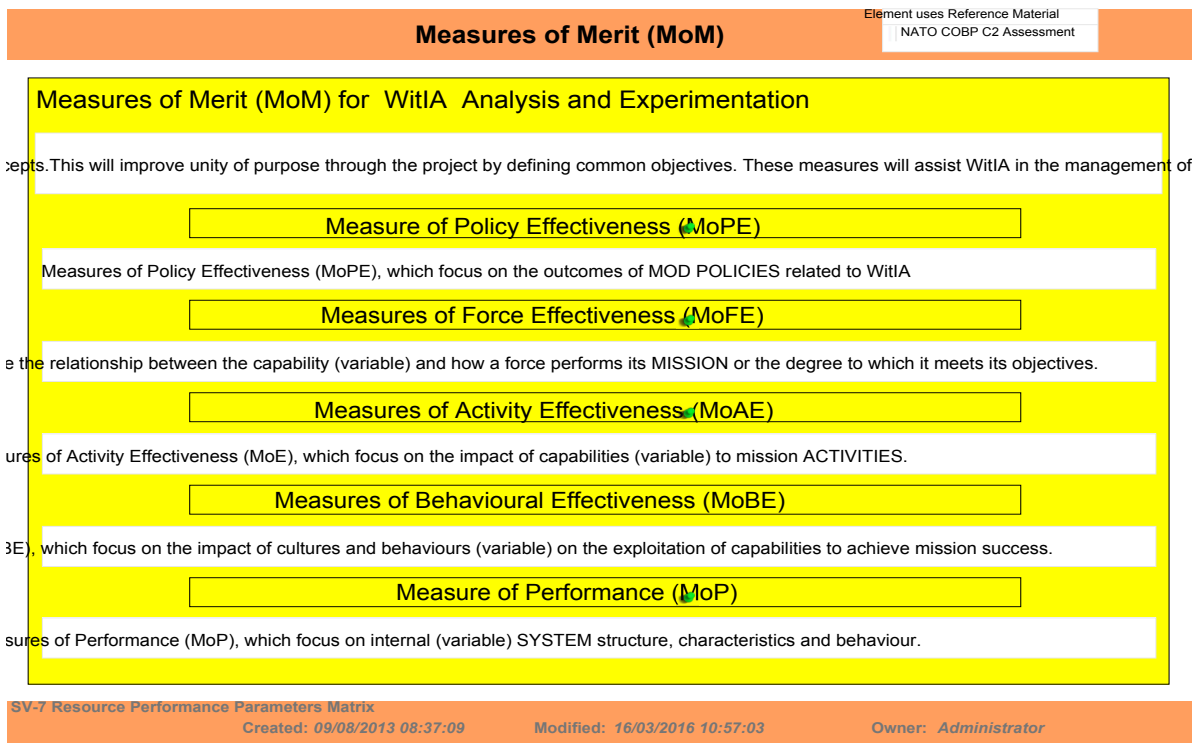 Element uses Reference Material
Measures of Merit (MoM)
NATO COBP C2 Assessment
Measures of Merit (MoM) for WitIA Analysis and Experimentation
This will improve unity of purpose through the project by defining common objectives. These measures will assist WitIA in the management of
Measure of Policy Effectiveness (MoPE)
Measures of Policy Effectiveness (MoPE), which focus on the outcomes of MOD POLICIES related to WitIA
Measures of Force Effectiveness (MoFE)
the relationship between the capability (variable) and how a force performs its MISSION or the degree to which it meets its objectives.
Measures of Activity Effectiveness (MoAE)
of Activity Effectiveness (MoE), which focus on the impact of capabilities (variable) to mission ACTIVITIES.
Measures of Behavioural Effectiveness (MoBE)
which focus on the impact of cultures and behaviours (variable) on the exploitation of capabilities to achieve mission success.
Measure of Performance (MoP)
of Performance (MoP), which focus on internal (variable) SYSTEM structure, characteristics and behaviour.
SV-7 Resource Performance Parameters Matrix
Created: 09/08/2013 08:37:09 Modified: 16/03/2016 10:57:03 Owner: Administrator